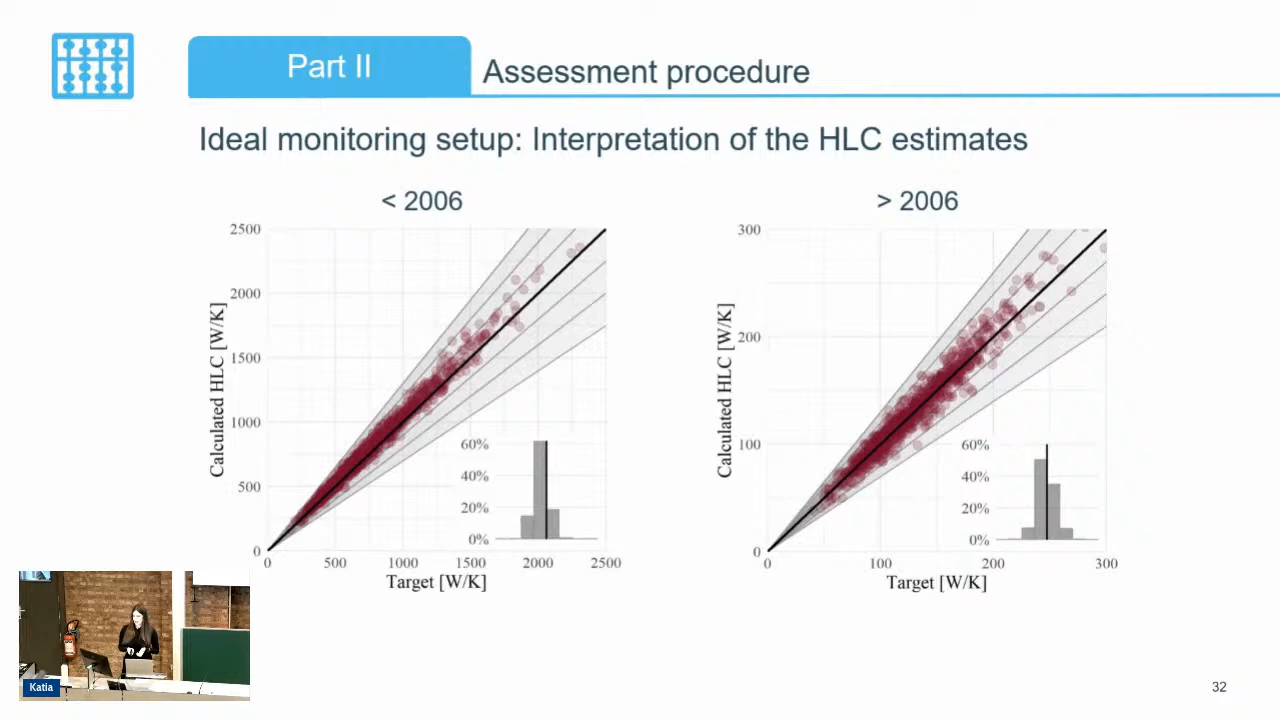 Part II
Assessment procedure
Ideal monitoring setup: Interpretation of the HLC estimates
< 2006
2500
2000
1500
1000
500
0
Calculated HLC [W/K]
60%
40%
20%
0%
0 500 1000 1500 2000 2500
Target [W/K]
> 2006
300
200
100
0
Calculated HLC [W/K]
60%
40%
20%
0%
0 100 200 300
Target [W/K]
Katia
32